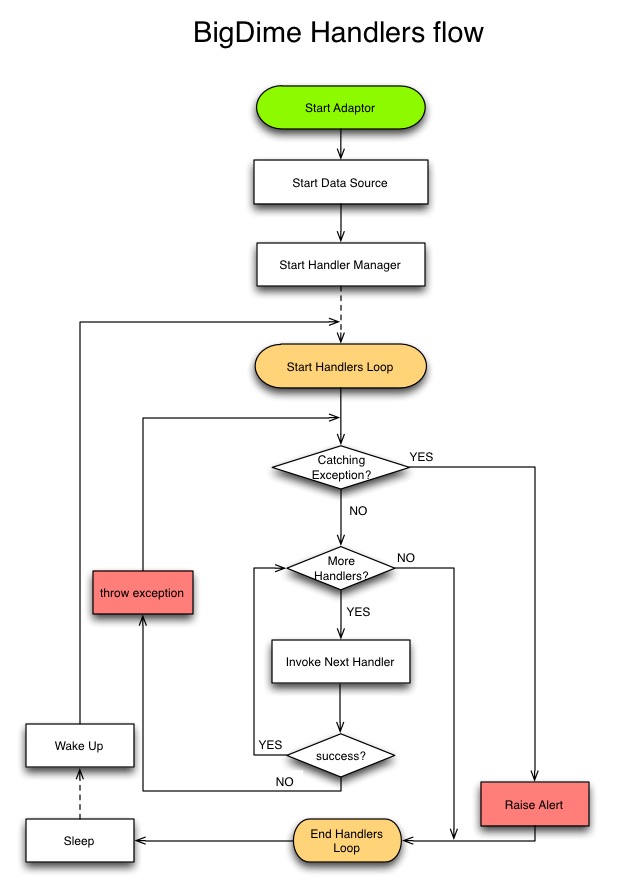 BigDime Handlers flow
Start Adaptor
Start Data Source
Start Handler Manager
Start Handlers Loop
Catching
Exception?
YES
NO
More
Handlers?
NO
YES
throw exception
Invoke Next Handler
Wake Up
success?
YES
NO
Raise Alert
Sleep
End Handlers
Loop